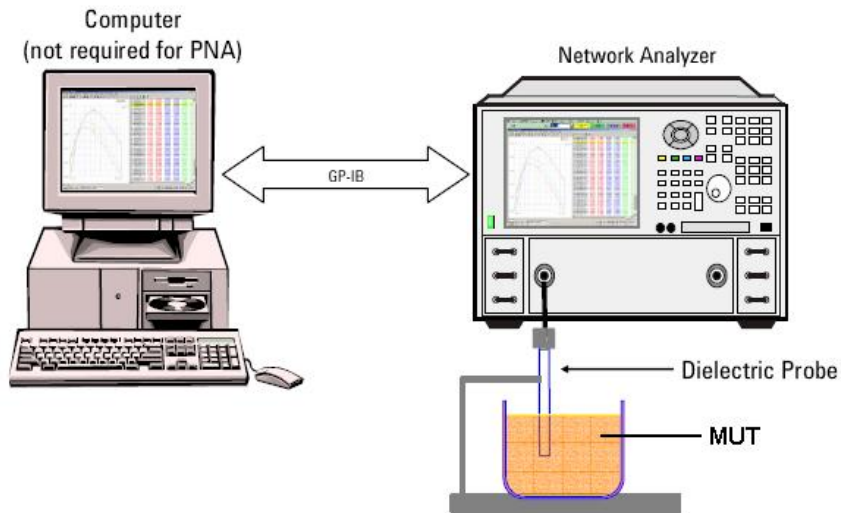 Computer
(not required for PNA)
Network Analyzer
GP-IB
Dielectric Probe
MUT